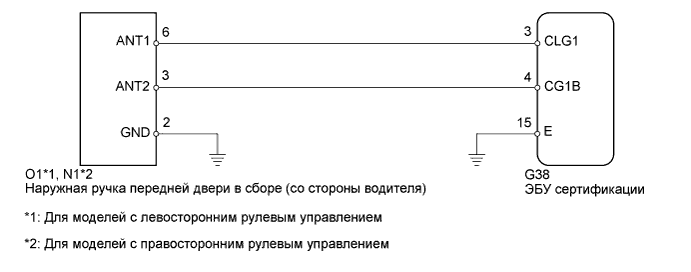 ANT1 6 3 CLG1
ANT2 3 4 CG1B
GND 2 15 E
O1*1, N1*2 G38
Наружная ручка передней двери в сборе (со стороны водителя) ЭБУ сертификации
*1: Для моделей с левосторонним рулевым управлением
*2: Для моделей с правосторонним рулевым управлением